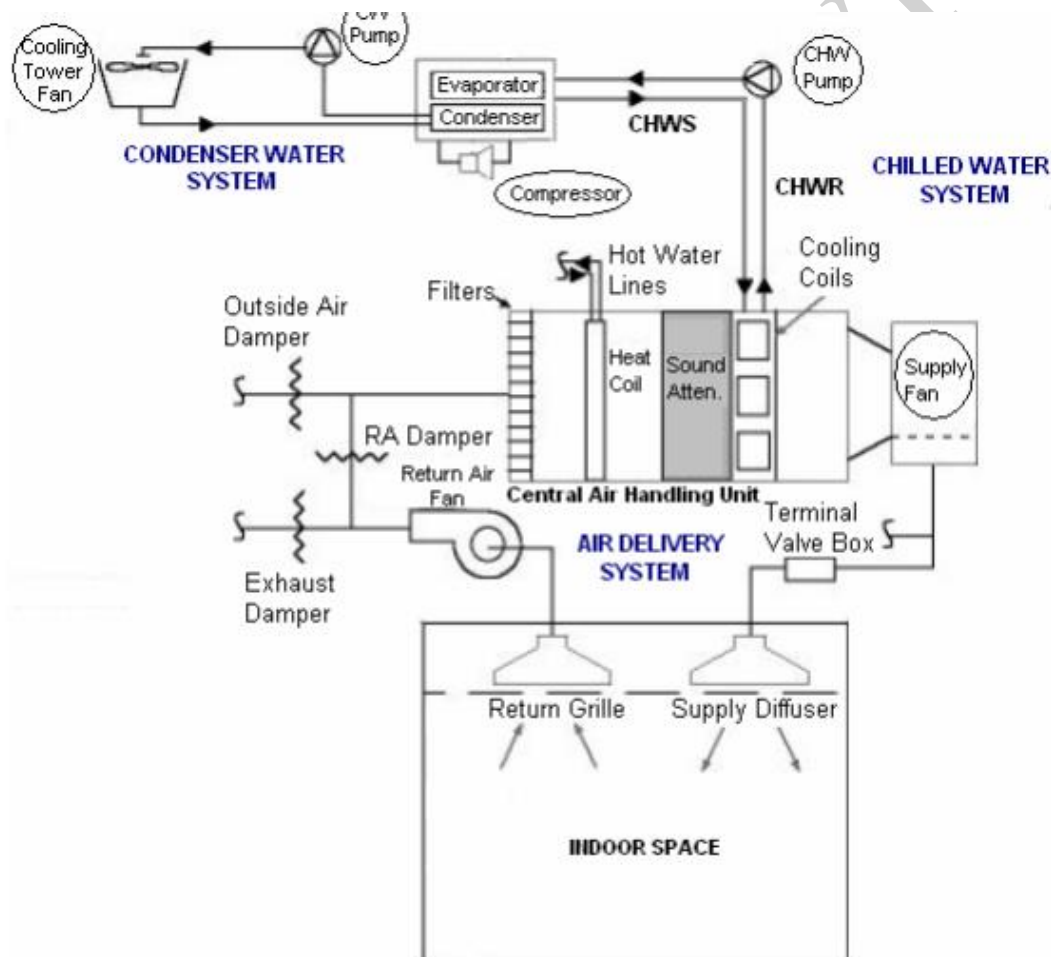 Cooling
Tower
Fan
CW
Pump
CHW
Pump
Evaporator
Condenser
CHWS
CONDENSER WATER
SYSTEM
Compressor
CHWR
CHILLED WATER
SYSTEM
Hot Water
Lines
Cooling
Coils
Filters
Outside Air
Damper
Heat
Coil
Sound
Atten.
Supply
Fan
RA Damper
Return Air
Fan
Central Air Handling Unit
Terminal
Valve Box
AIR DELIVERY
SYSTEM
Exhaust
Damper
Return Grille
Supply Diffuser
INDOOR SPACE